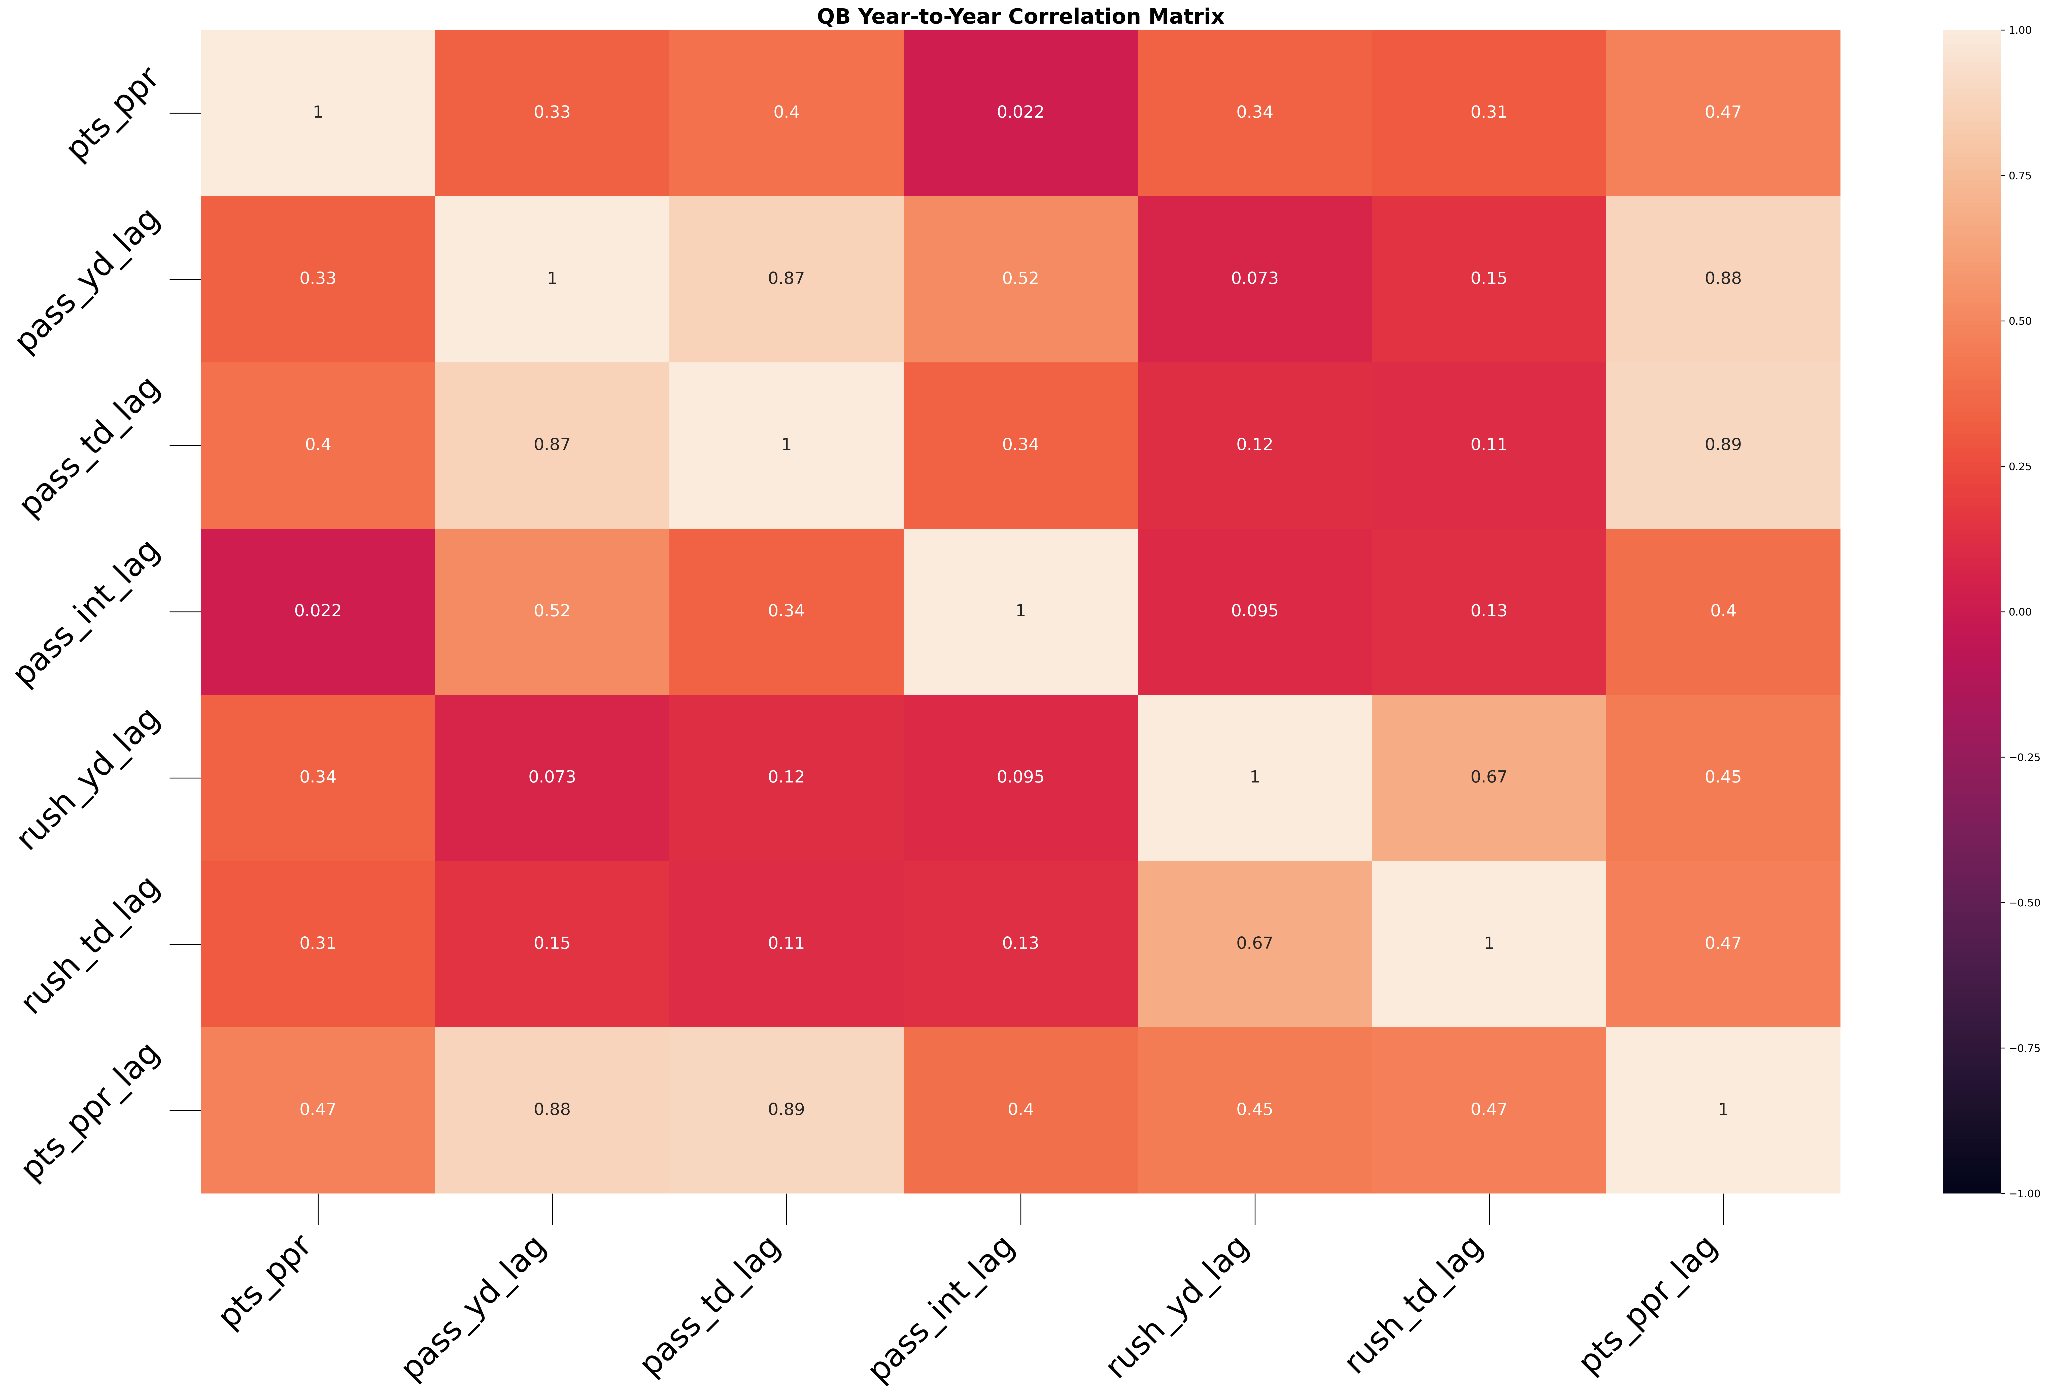 QB Year-to-Year Correlation Matrix
pts_ppr 1 0.33 0.4 0.022 0.34 0.31 0.47
pass_yd_lag 0.33 1 0.87 0.52 0.073 0.15 0.88
pass_td_lag 0.4 0.87 1 0.34 0.12 0.11 0.89
pass_int_lag 0.022 0.52 0.34 1 0.095 0.13 0.4
rush_yd_lag 0.34 0.073 0.12 0.095 1 0.67 0.45
rush_td_lag 0.31 0.15 0.11 0.13 0.67 1 0.47
pts_ppr_lag 0.47 0.88 0.89 0.4 0.45 0.47 1
pts_ppr pass_yd_lag pass_td_lag pass_int_lag rush_yd_lag rush_td_lag pts_ppr_lag
1.00
0.75
0.50
0.25
0.00
−0.25
−0.50
−0.75
−1.00